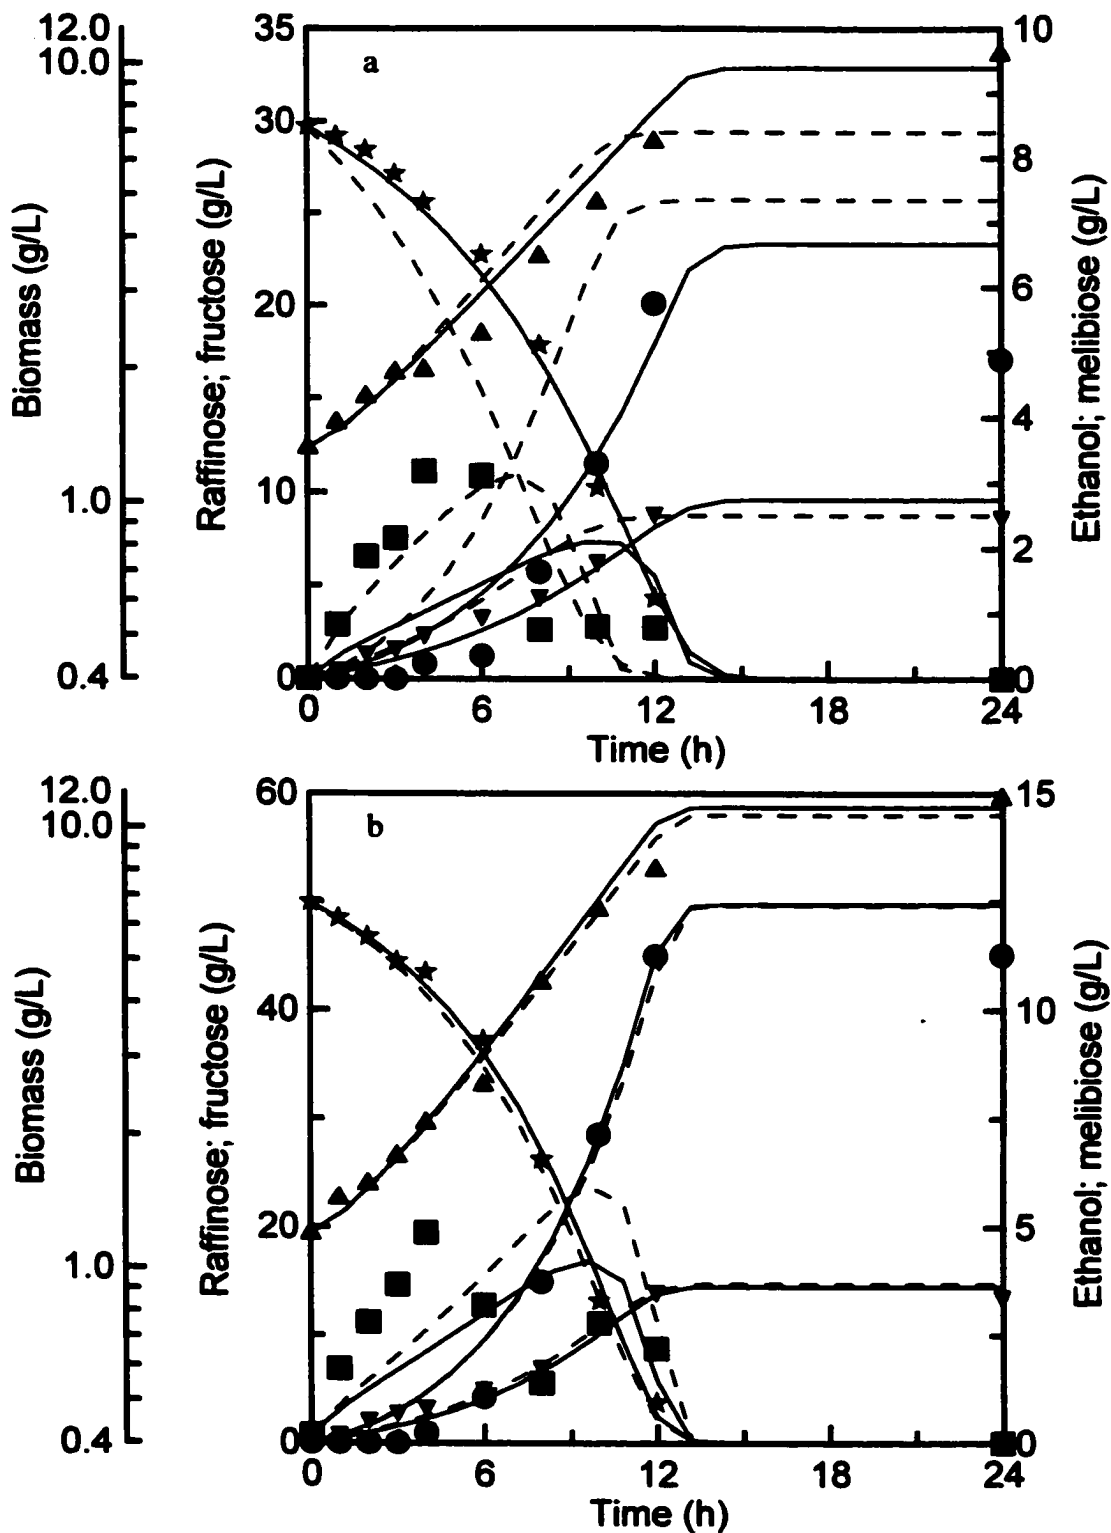 a
Biomass (g/L)
12.0
10.0
1.0
0.4
Raffinose; fructose (g/L)
35
30
20
10
0
Ethanol; melibiose (g/L)
10
8
6
4
2
0
0 6 12 18 24
Time (h)
b
Biomass (g/L)
12.0
10.0
1.0
0.4
Raffinose; fructose (g/L)
60
40
20
0
Ethanol; melibiose (g/L)
15
10
5
0
0 6 12 18 24
Time (h)